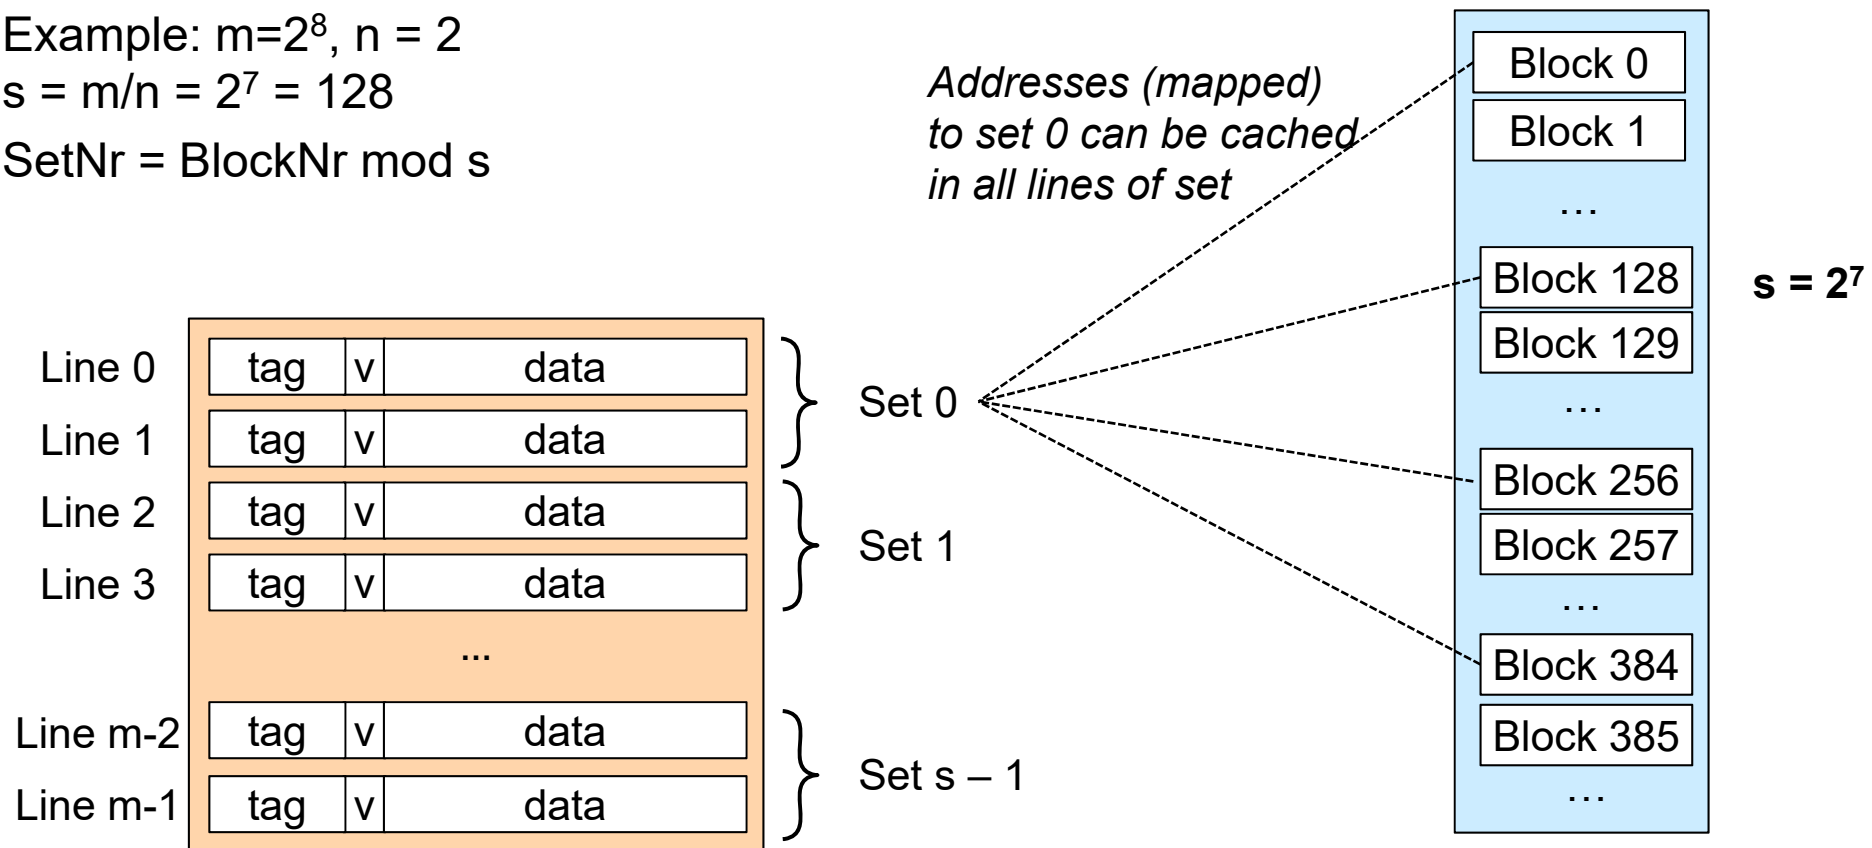 Example: m=2⁸, n = 2
s = m/n = 2⁷ = 128
SetNr = BlockNr mod s
Addresses (mapped)
to set 0 can be cached
in all lines of set
Block 0
Block 1
...
Block 128
s = 2⁷
Block 129
...
Block 256
Block 257
...
Block 384
Block 385
...
Line 0 tag v data
Line 1 tag v data
Set 0
Line 2 tag v data
Line 3 tag v data
Set 1
...
Line m-2 tag v data
Line m-1 tag v data
Set s – 1